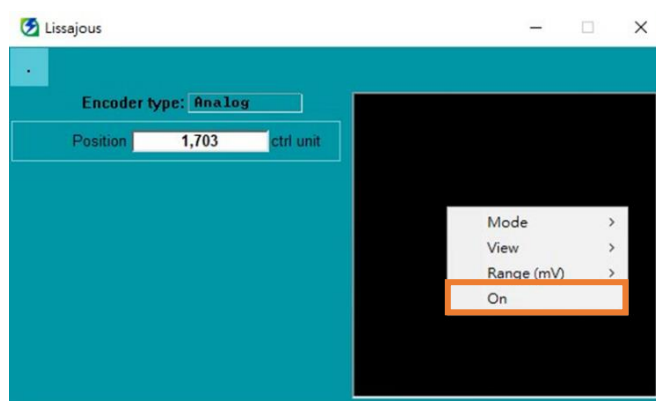 Lissajous
.
Encoder type: Analog
Position 1,703 ctrl unit
Mode >
View >
Range (mV) >
On